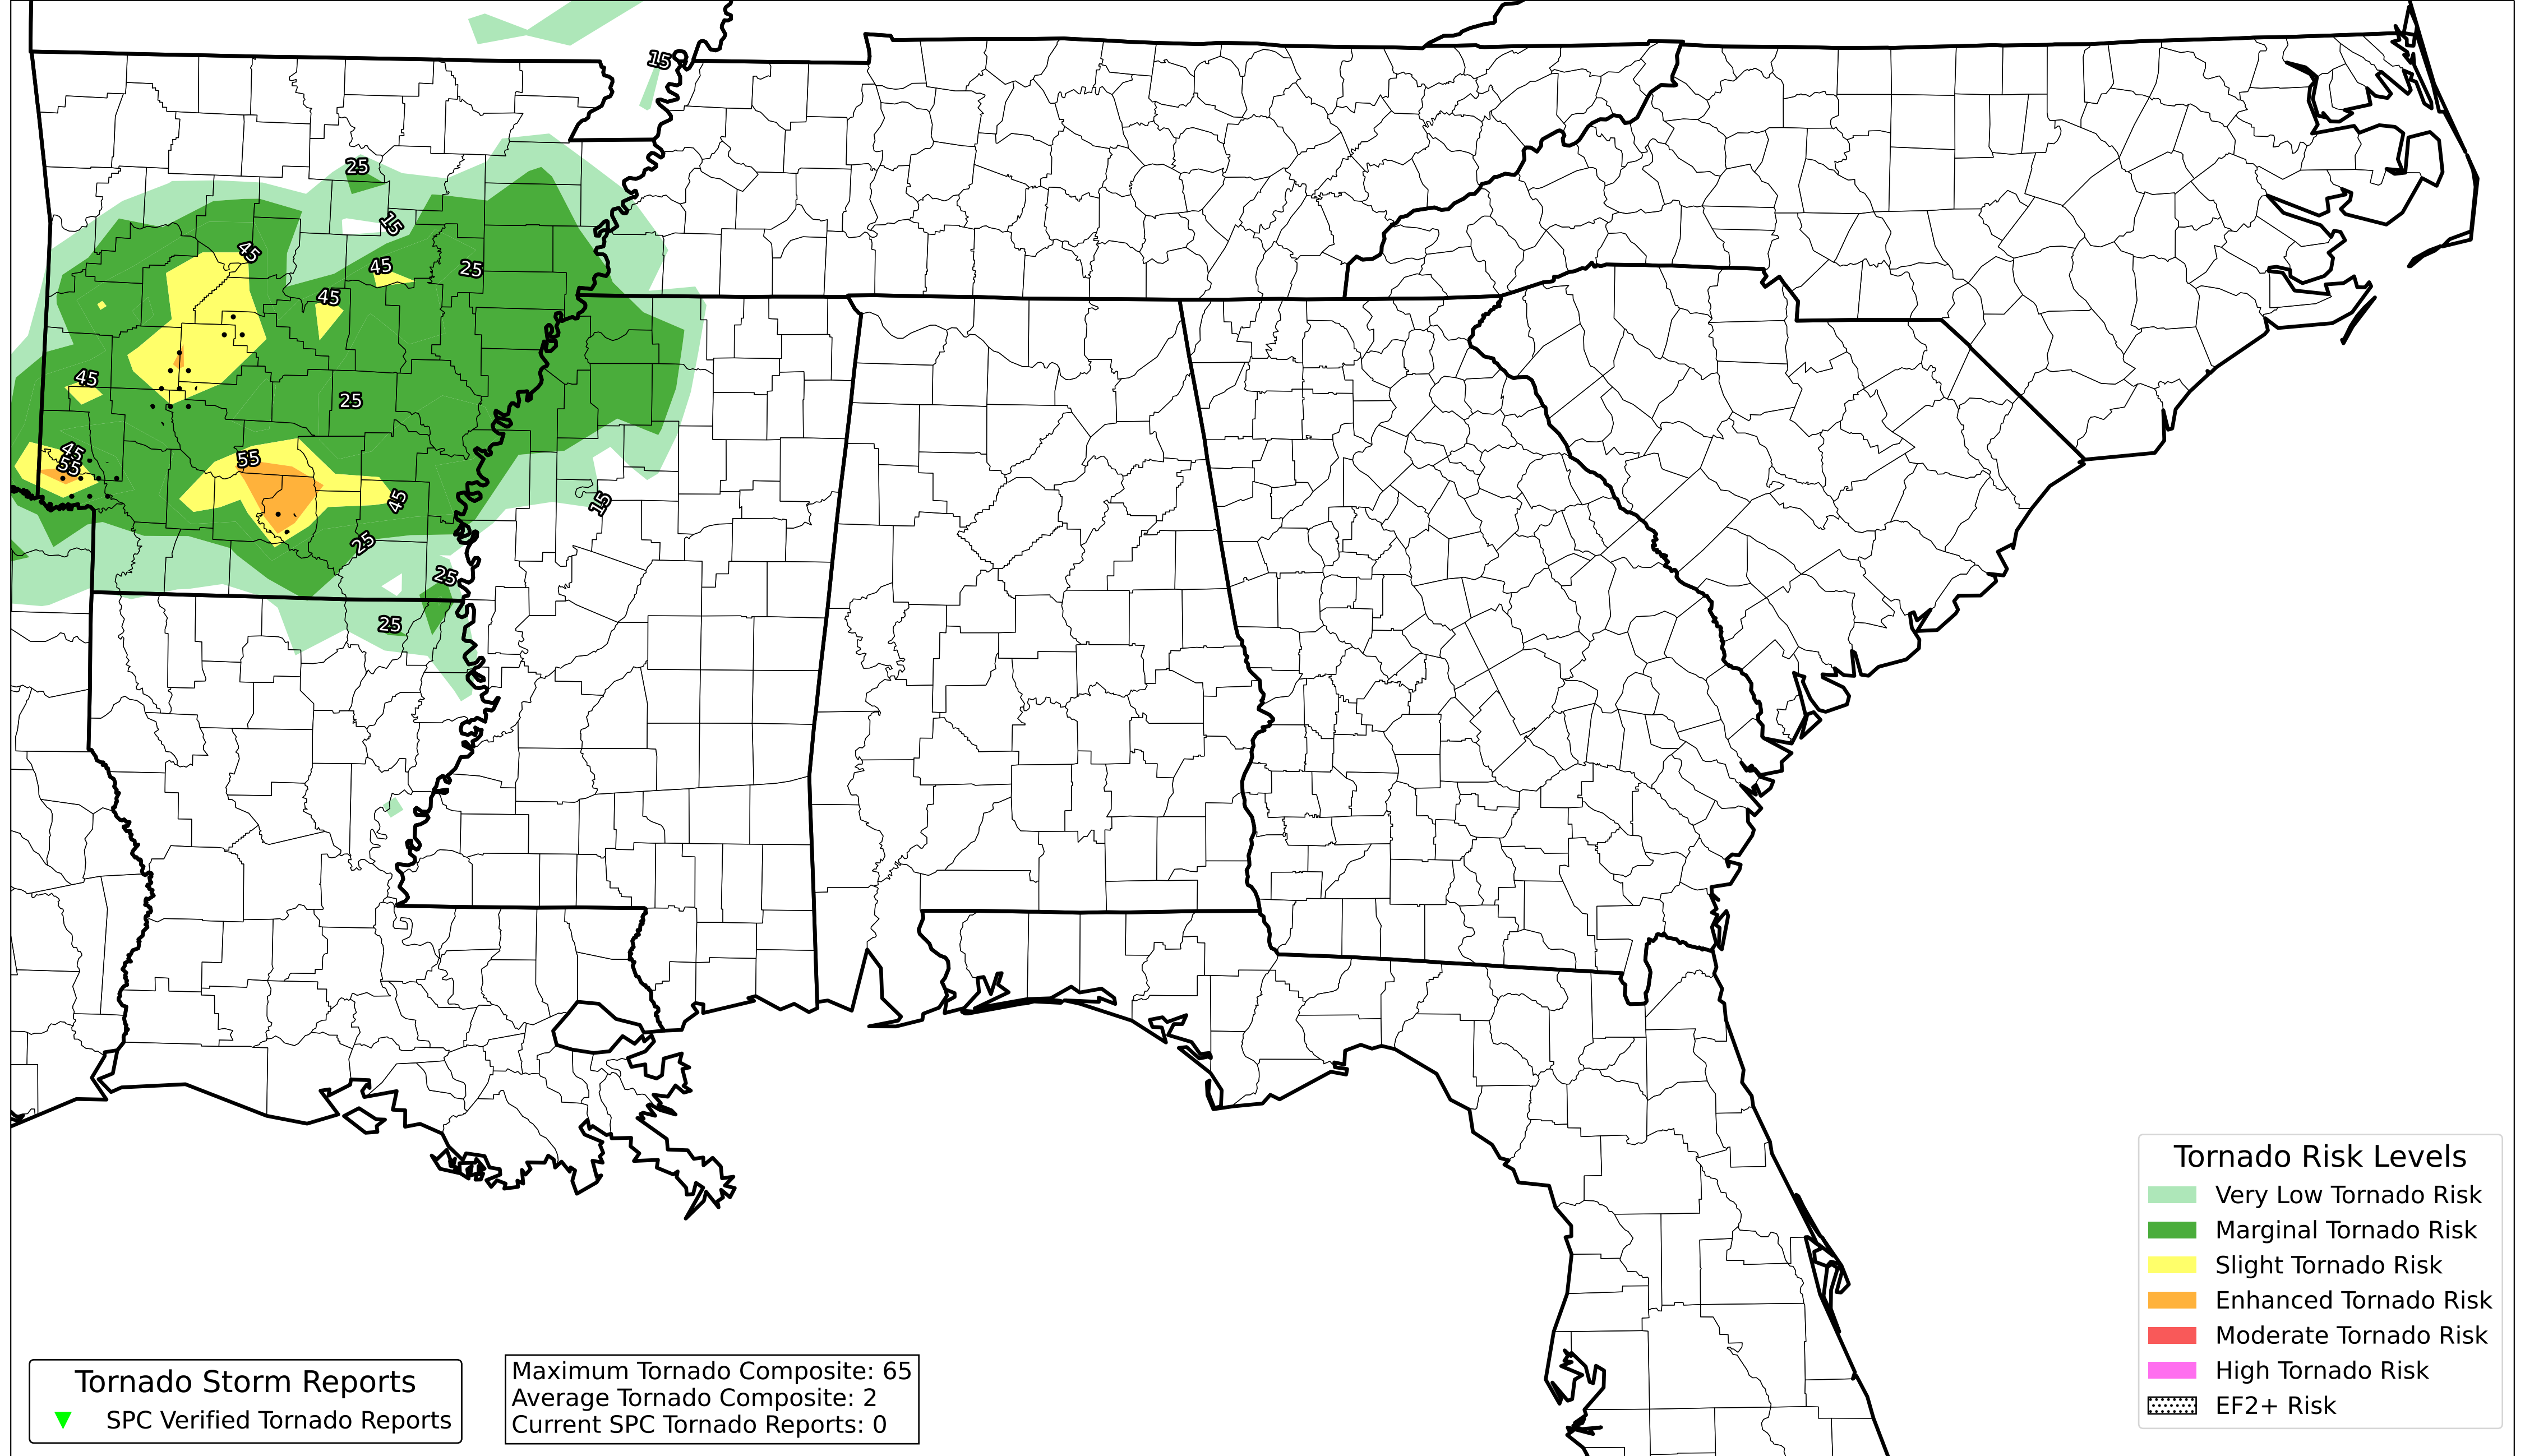 15
25
15
45
45
25
45
45
25
45
55
55
45
15
25
25
25
Tornado Risk Levels
Very Low Tornado Risk
Marginal Tornado Risk
Slight Tornado Risk
Enhanced Tornado Risk
Moderate Tornado Risk
High Tornado Risk
EF2+ Risk
Tornado Storm Reports
SPC Verified Tornado Reports
Maximum Tornado Composite: 65
Average Tornado Composite: 2
Current SPC Tornado Reports: 0